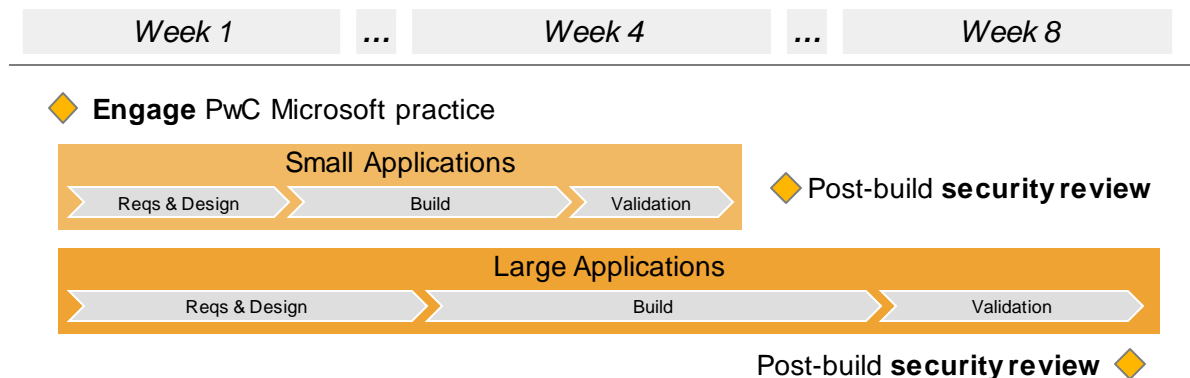 Week 1 ... Week 4 ... Week 8
Engage PwC Microsoft practice
Small Applications
Reqs & Design Build Validation
Post-build security review
Large Applications
Reqs & Design Build Validation
Post-build security review